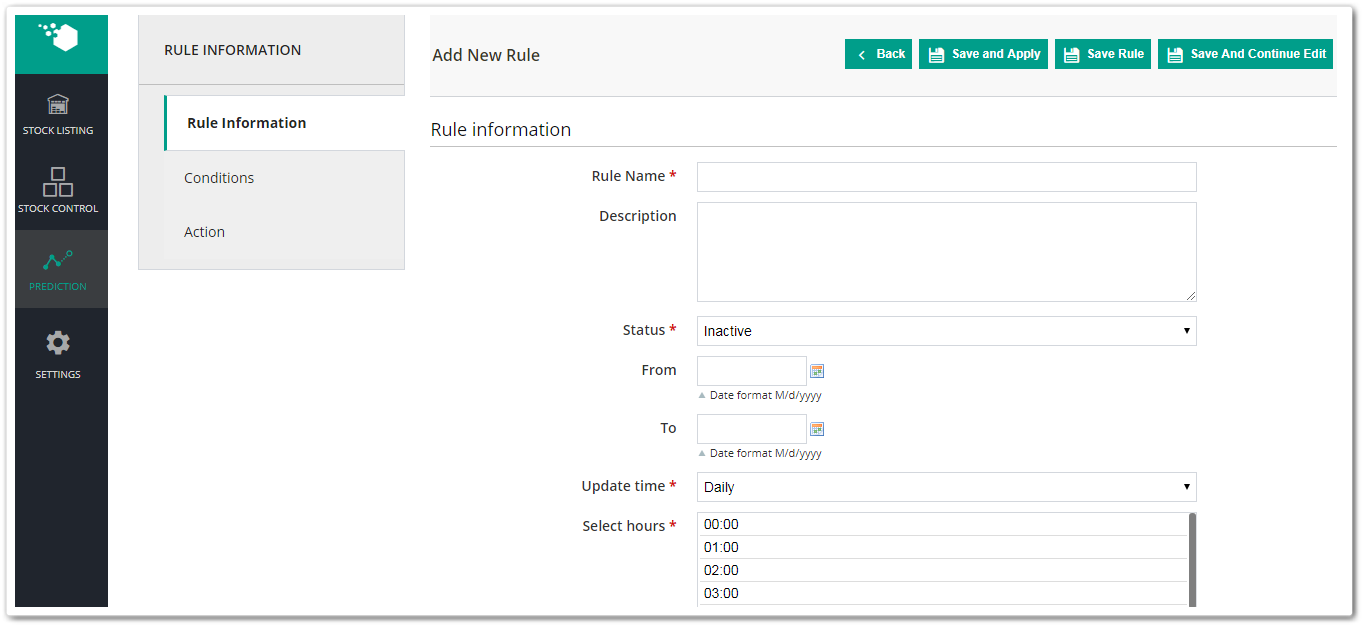 STOCK LISTING
STOCK CONTROL
PREDICTION
SETTINGS
RULE INFORMATION
Rule Information
Conditions
Action
Add New Rule
Back
Save and Apply
Save Rule
Save And Continue Edit
Rule information
Rule Name *
Description
Status * Inactive
From
Date format M/d/yyyy
To
Date format M/d/yyyy
Update time * Daily
Select hours * 00:00
01:00
02:00
03:00